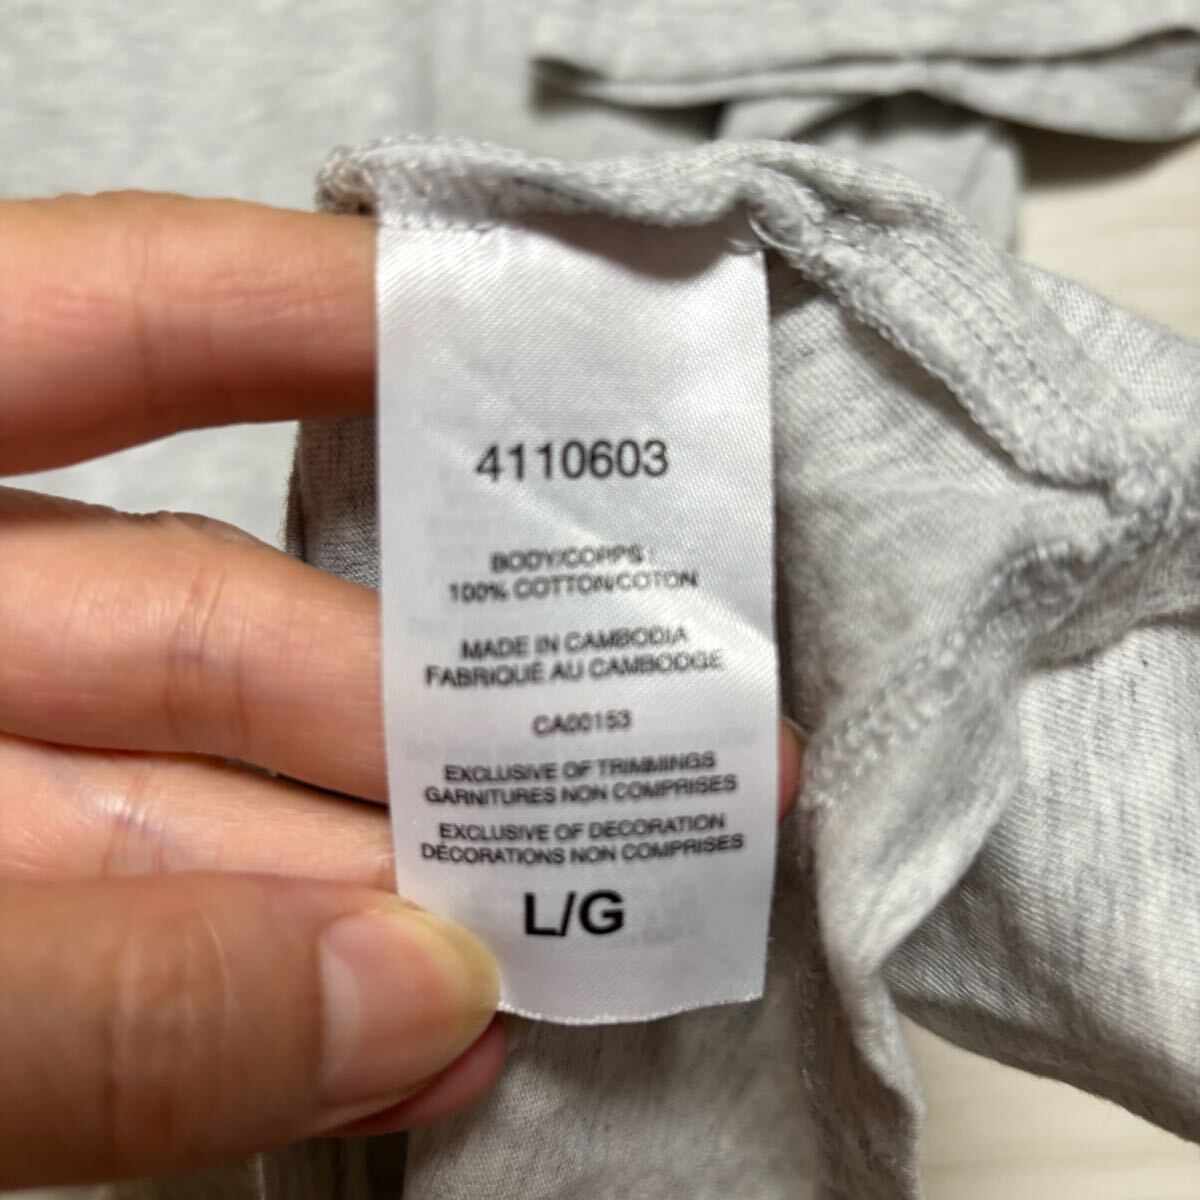 4110603
BODY/CORPS :
100% COTTON/COTON
MADE IN CAMBODIA
FABRIQUÉ AU CAMBODGE
CA00153
EXCLUSIVE OF TRIMMINGS
GARNITURES NON COMPRISES
EXCLUSIVE OF DECORATION
DÉCORATIONS NON COMPRISES
L/G